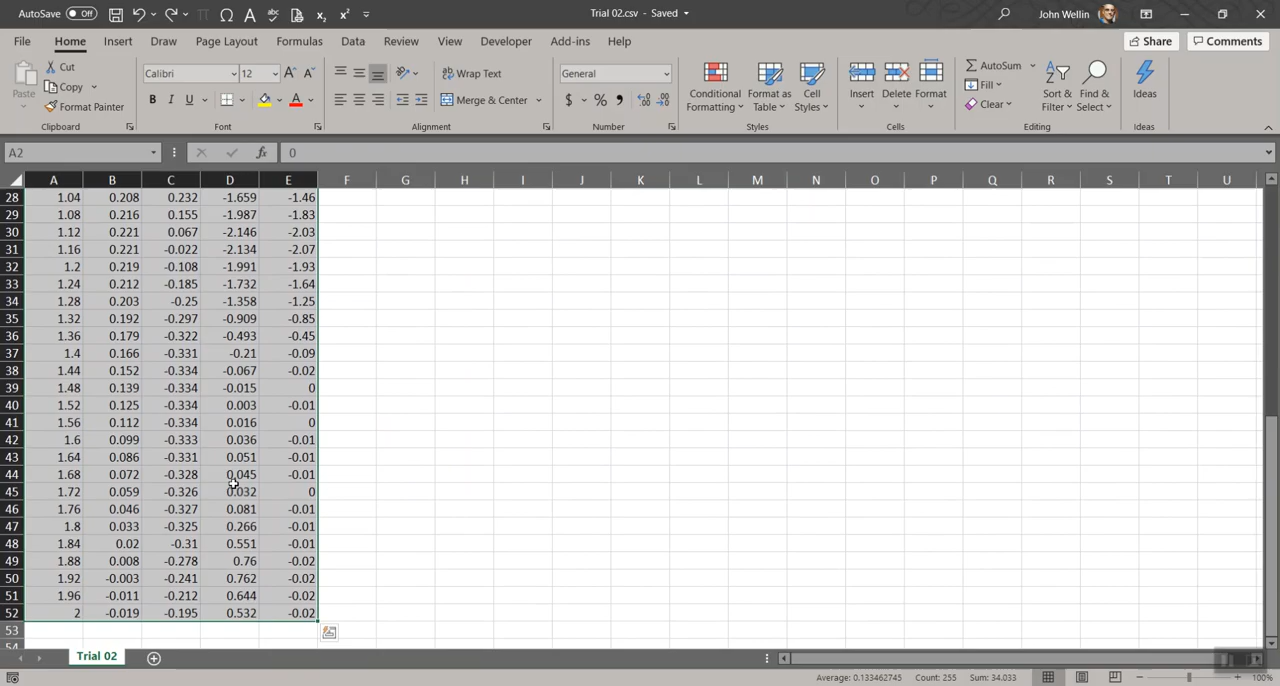 AutoSave Off Trial 02.csv - Saved John Wellin
File Home Insert Draw Page Layout Formulas Data Review View Developer Add-ins Help Share Comments
Paste Cut Copy Format Painter Calibri 12 Wrap Text Merge & Center General Conditional Formatting Format as Table Cell Styles Insert Delete Format AutoSum Fill Clear Sort & Filter Find & Select Ideas
Clipboard Font Alignment Number Styles Cells Editing Ideas
A2 fx 0
A B C D E F G H I J K L M N O P Q R S T U
28 1.04 0.208 0.232 -1.659 -1.46
29 1.08 0.216 0.155 -1.987 -1.83
30 1.12 0.221 0.067 -2.146 -2.03
31 1.16 0.221 -0.022 -2.134 -2.07
32 1.2 0.219 -0.108 -1.991 -1.93
33 1.24 0.212 -0.185 -1.732 -1.64
34 1.28 0.203 -0.25 -1.358 -1.25
35 1.32 0.192 -0.297 -0.909 -0.85
36 1.36 0.179 -0.322 -0.493 -0.45
37 1.4 0.166 -0.331 -0.21 -0.09
38 1.44 0.152 -0.334 -0.067 -0.02
39 1.48 0.139 -0.334 -0.015 0
40 1.52 0.125 -0.334 0.003 -0.01
41 1.56 0.112 -0.334 0.016 0
42 1.6 0.099 -0.333 0.036 -0.01
43 1.64 0.086 -0.331 0.051 -0.01
44 1.68 0.072 -0.328 0.045 -0.01
45 1.72 0.059 -0.326 0.032 0
46 1.76 0.046 -0.327 0.081 -0.01
47 1.8 0.033 -0.325 0.266 -0.01
48 1.84 0.02 -0.31 0.551 -0.01
49 1.88 0.008 -0.278 0.76 -0.02
50 1.92 -0.003 -0.241 0.762 -0.02
51 1.96 -0.011 -0.212 0.644 -0.02
52 2 -0.019 -0.195 0.532 -0.02
53
54
Trial 02
Average: 0.133462745 Count: 255 Sum: 34.033 100%